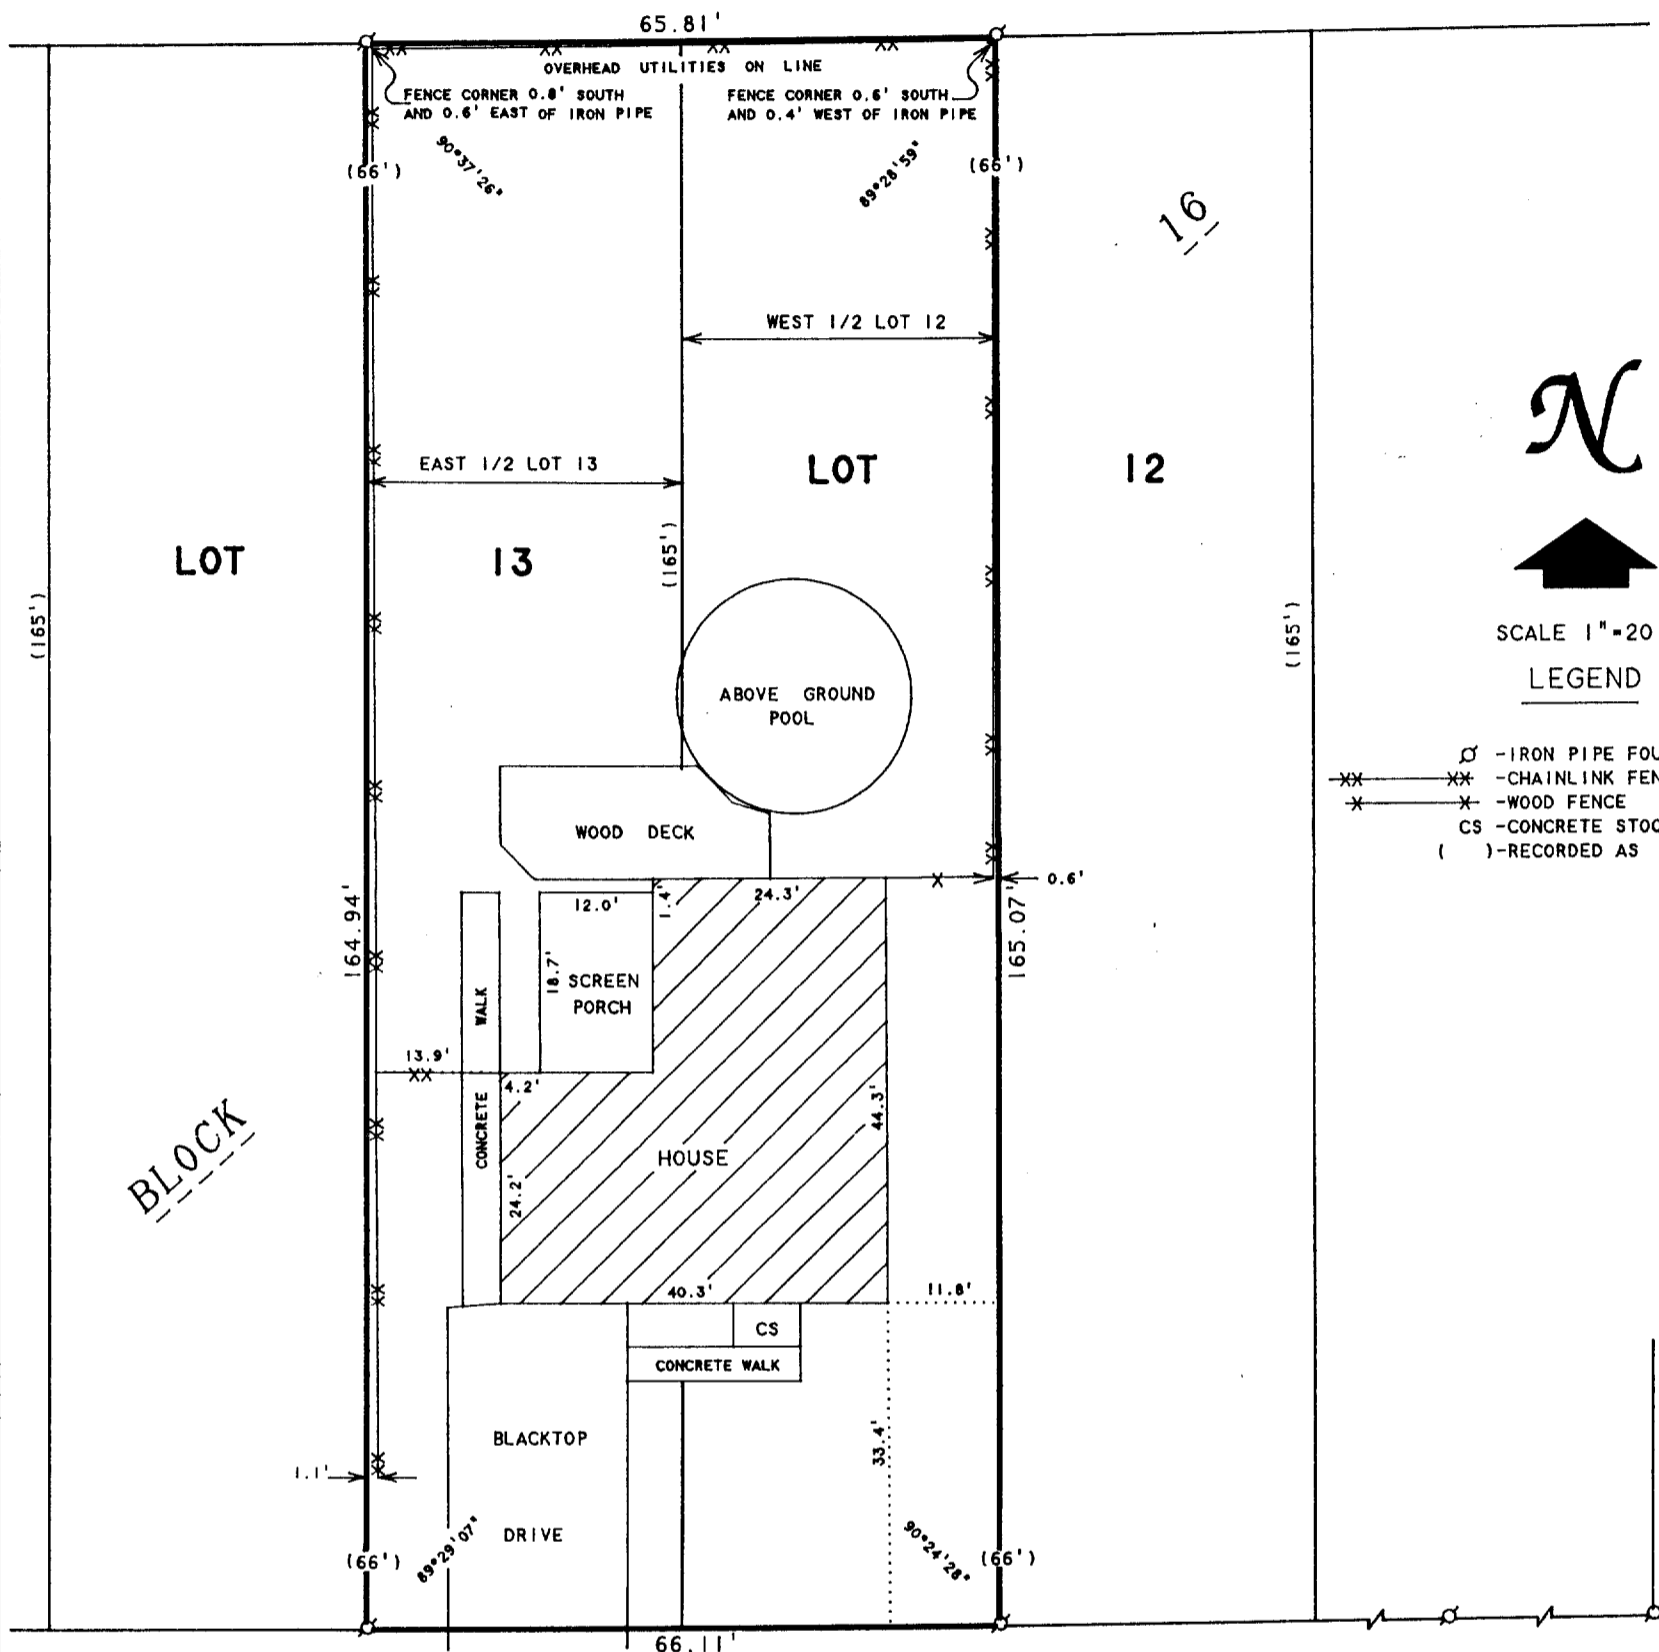 65.81'
OVERHEAD UTILITIES ON LINE
FENCE CORNER 0.8' SOUTH
AND 0.6' EAST OF IRON PIPE
FENCE CORNER 0.6' SOUTH
AND 0.4' WEST OF IRON PIPE
90°37'26"
89°28'59"
(66')
(66')
16
WEST 1/2 LOT 12
EAST 1/2 LOT 13
LOT
12
N
LOT
13
(165')
(165')
(165')
SCALE 1"=20
LEGEND
ABOVE GROUND
POOL
-IRON PIPE FOU
XX XX -CHAINLINK FEN
X X -WOOD FENCE
CS -CONCRETE STOO
( )-RECORDED AS
WOOD DECK
0.6'
12.0'
1.4'
24.3'
164.94'
165.07'
18.7'
SCREEN
PORCH
CONCRETE WALK
13.9'
4.2'
44.3'
BLOCK
HOUSE
24.2'
40.3'
11.8'
CS
CONCRETE WALK
BLACKTOP
33.4'
1.1'
DRIVE
89°29'07"
90°24'28"
(66')
(66')
66.11'